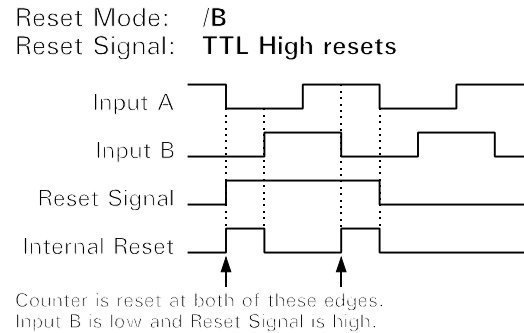 Reset Mode: /B
Reset Signal: TTL High resets
Input A
Input B
Reset Signal
Internal Reset
Counter is reset at both of these edges.
Input B is low and Reset Signal is high.